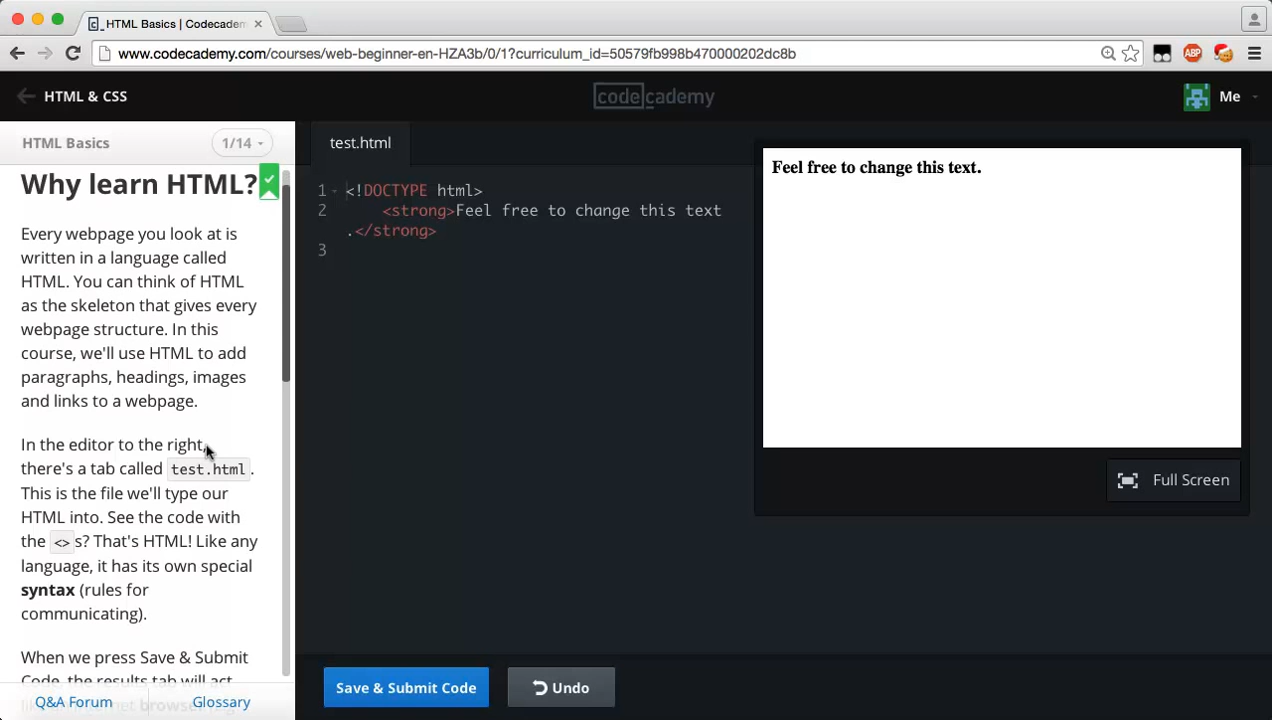 HTML Basics | Codecadem
www.codecademy.com/courses/web-beginner-en-HZA3b/0/1?curriculum_id=50579fb998b470000202dc8b
ABP
HTML & CSS
codecademy
Me
HTML Basics
1/14
Why learn HTML?
Every webpage you look at is
written in a language called
HTML. You can think of HTML
as the skeleton that gives every
webpage structure. In this
course, we'll use HTML to add
paragraphs, headings, images
and links to a webpage.
In the editor to the right,
there's a tab called test.html.
This is the file we'll type our
HTML into. See the code with
the <>s? That's HTML! Like any
language, it has its own special
syntax (rules for
communicating).
When we press Save & Submit
Code, the results tab will act
browser
Q&A Forum
Glossary
test.html
1 <!DOCTYPE html>
2 <strong>Feel free to change this text
.</strong>
3
Save & Submit Code
Undo
Feel free to change this text.
Full Screen